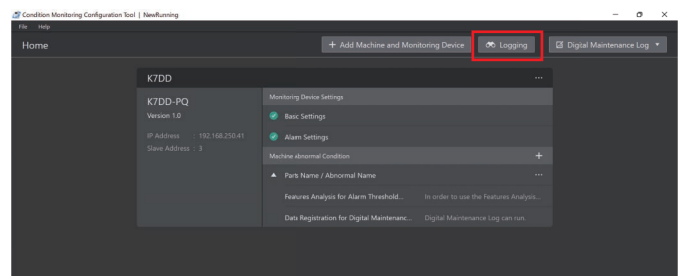 Condition Monitoring Configuration Tool | NewRunning
File Help
Home
+ Add Machine and Monitoring Device
Logging
Digital Maintenance Log
K7DD
...
K7DD-PQ
Version 1.0
IP Address : 192.168.250.41
Slave Address : 3
Monitoring Device Settings
Basic Settings
Alarm Settings
Machine abnormal Condition
+
Parts Name / Abnormal Name
...
Features Analysis for Alarm Threshold... In order to use the Features Analysis...
Data Registration for Digital Maintenanc... Digital Maintenance Log can run.